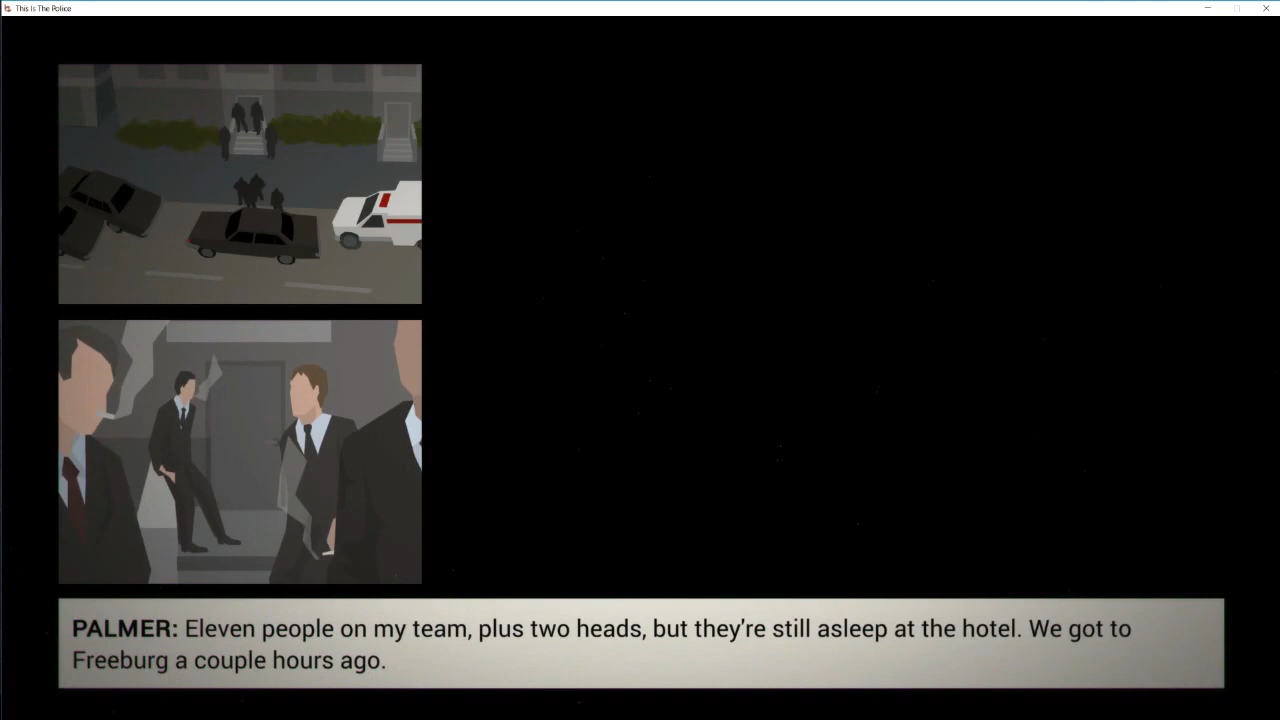 This Is The Police
PALMER: Eleven people on my team, plus two heads, but they're still asleep at the hotel. We got to
Freeburg a couple hours ago.